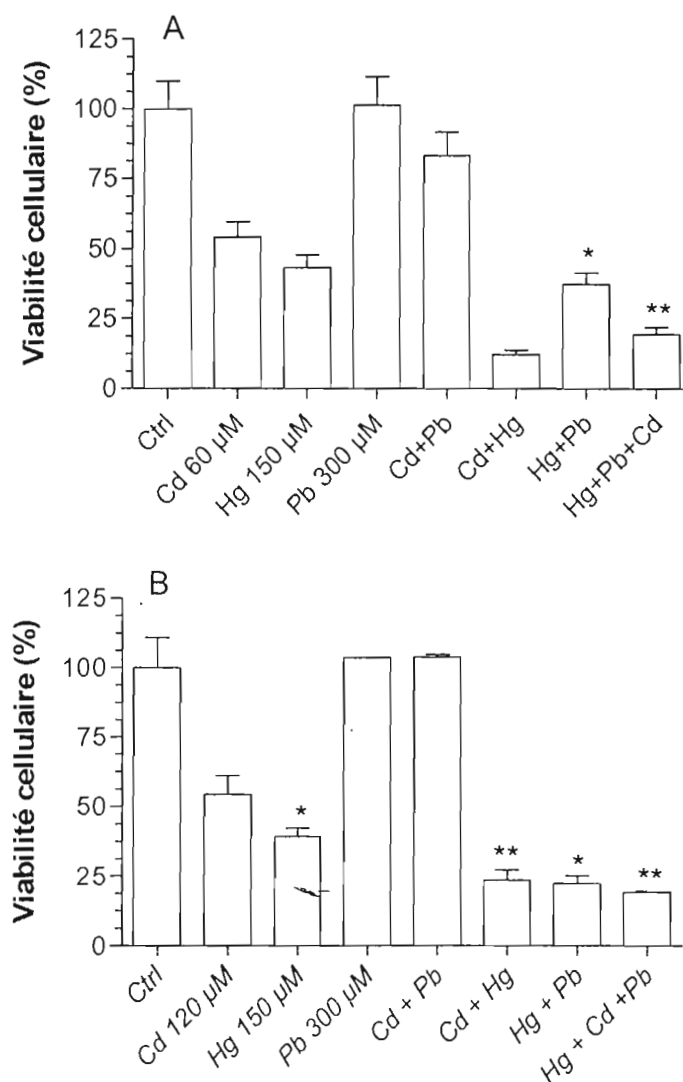 A
Viabilité cellulaire (%)
125
100
75
50
25
0
*
**
Ctrl
Cd 60 µM
Hg 150 µM
Pb 300 µM
Cd+Pb
Cd+Hg
Hg+Pb
Hg+Pb+Cd
B
Viabilité cellulaire (%)
125
100
75
50
25
0
*
**
*
**
Ctrl
Cd 120 µM
Hg 150 µM
Pb 300 µM
Cd + Pb
Cd + Hg
Hg + Pb
Hg + Cd +Pb